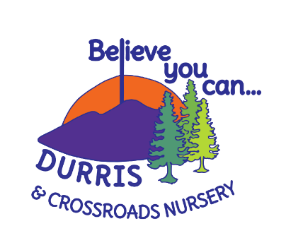 Believe
you
can...
DURRIS
& CROSSROADS NURSERY